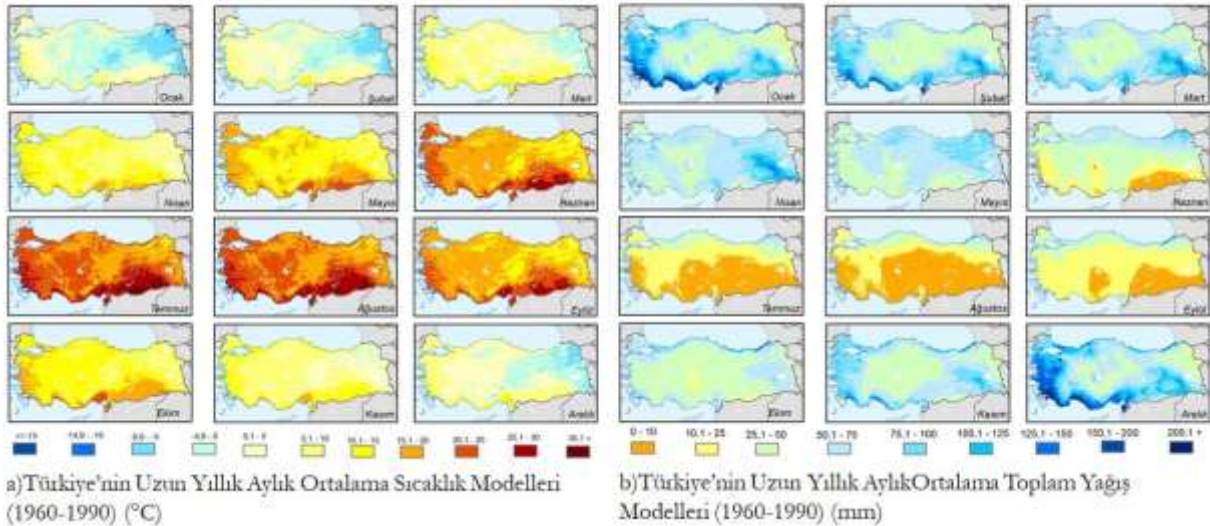 Ocak Şubat Mart Ocak Şubat Mart
Nisan Mayıs Haziran Nisan Mayıs Haziran
Temmuz Ağustos Eylül Temmuz Ağustos Eylül
Ekim Kasım Aralık Ekim Kasım Aralık
0 - 10 10.1 - 25 25.1 - 50 50.1 - 70 75.1 - 100 100.1 - 125 125.1 - 150 150.1 - 200 200.1 +
a)Türkiye'nin Uzun Yıllık Aylık Ortalama Sıcaklık Modelleri
(1960-1990) (°C)
b)Türkiye'nin Uzun Yıllık AylıkOrtalama Toplam Yağış
Modelleri (1960-1990) (mm)